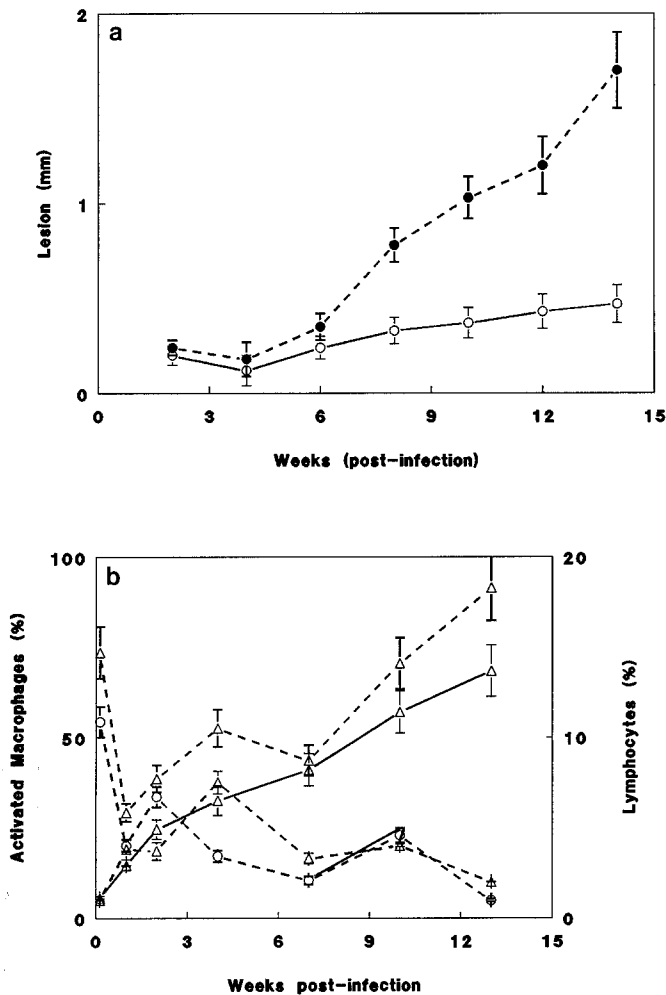 2
a
1
0
Lesion (mm)
0 3 6 9 12 15
Weeks (post-infection)
100 20
b
50 10
0 0
Activated Macrophages (%)
Lymphocytes (%)
0 3 6 9 12 15
Weeks post-infection